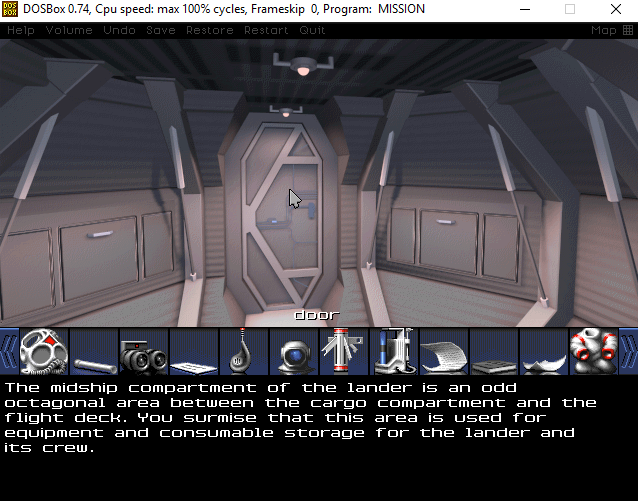 DOS BOX DOSBox 0.74, Cpu speed: max 100% cycles, Frameskip 0, Program: MISSION
Help Volume Undo Save Restore Restart Quit Map
door
The midship compartment of the lander is an odd
octagonal area between the cargo compartment and the
flight deck. You surmise that this area is used for
equipment and consumable storage for the lander and
its crew.